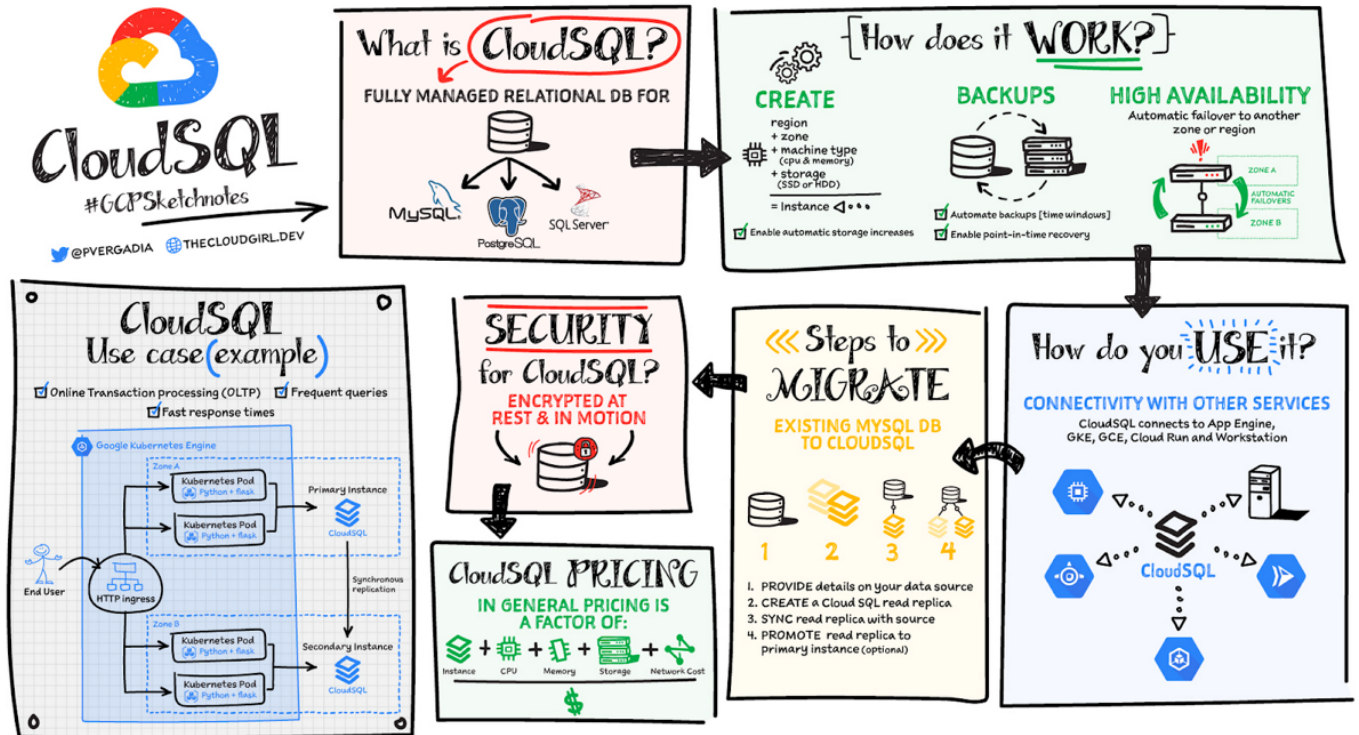 CloudSQL
#GCPSketchnotes
@PVERGADIA THECLOUDGIRL.DEV
What is CloudSQL?
FULLY MANAGED RELATIONAL DB FOR
MySQL
PostgreSQL
SQL Server
How does it WORK?
CREATE
region
+ zone
+ machine type
(cpu & memory)
+ storage
(SSD or HDD)
= Instance
Enable automatic storage increases
BACKUPS
Automate backups [time windows]
Enable point-in-time recovery
HIGH AVAILABILITY
Automatic failover to another
zone or region
ZONE A
AUTOMATIC
FAILOVERS
ZONE B
How do you USE it?
CONNECTIVITY WITH OTHER SERVICES
CloudSQL connects to App Engine,
GKE, GCE, Cloud Run and Workstation
CloudSQL
Steps to
MIGRATE
EXISTING MYSQL DB
TO CLOUDSQL
1 2 3 4
1. PROVIDE details on your data source
2. CREATE a Cloud SQL read replica
3. SYNC read replica with source
4. PROMOTE read replica to
primary instance (optional)
SECURITY
for CloudSQL?
ENCRYPTED AT
REST & IN MOTION
CloudSQL PRICING
IN GENERAL PRICING IS
A FACTOR OF:
Instance + CPU + Memory + Storage + Network Cost
$
CloudSQL
Use case (example)
Online Transaction processing (OLTP) Frequent queries
Fast response times
Google Kubernetes Engine
Zone A
Kubernetes Pod
Python + flask
Kubernetes Pod
Python + flask
Primary Instance
CloudSQL
Synchronous
replication
End User
HTTP ingress
Zone B
Kubernetes Pod
Python + flask
Kubernetes Pod
Python + flask
Secondary Instance
CloudSQL